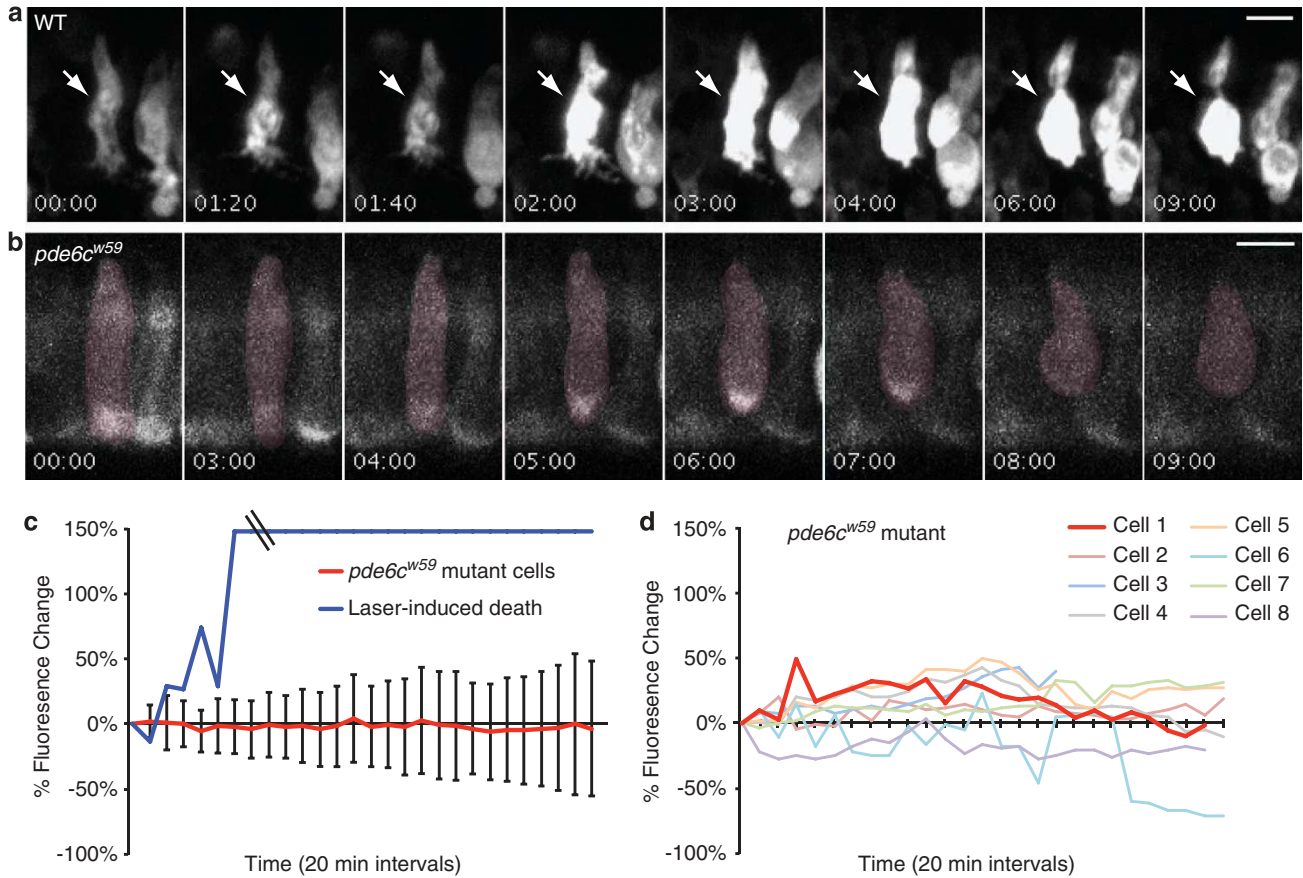 a
WT
00:00 01:20 01:40 02:00 03:00 04:00 06:00 09:00
b
pde6c^w59
00:00 03:00 04:00 05:00 06:00 07:00 08:00 09:00
c
150%
100%
50%
0%
-50%
-100%
% Fluorescence Change
pde6c^w59 mutant cells
Laser-induced death
Time (20 min intervals)
d
pde6c^w59 mutant
150%
100%
50%
0%
-50%
-100%
% Fluorescence Change
Cell 1
Cell 2
Cell 3
Cell 4
Cell 5
Cell 6
Cell 7
Cell 8
Time (20 min intervals)